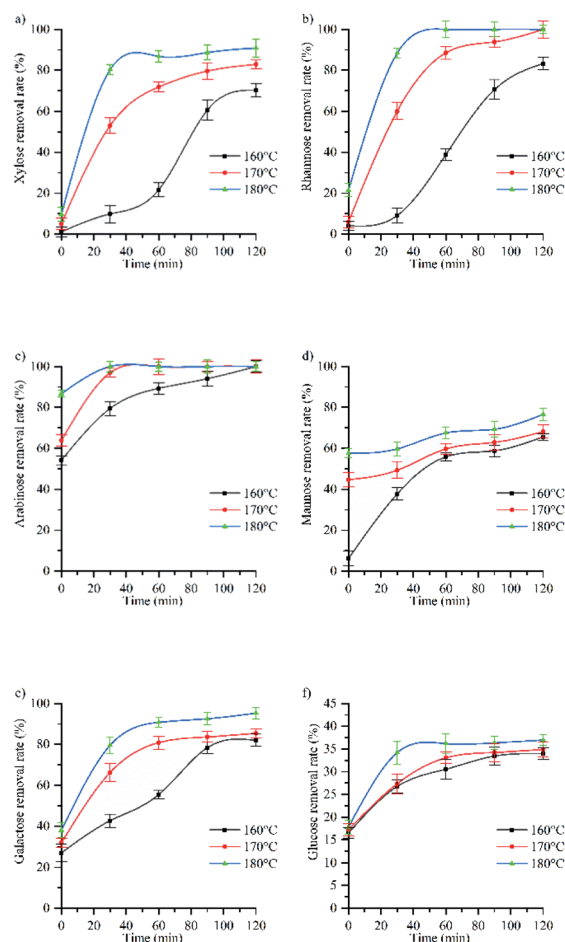 a)
Xylose removal rate (%)
100
80
60
40
20
0
160°C
170°C
180°C
0 20 40 60 80 100 120
Time (min)
b)
Rhamnose removal rate (%)
100
80
60
40
20
0
160°C
170°C
180°C
0 20 40 60 80 100 120
Time (min)
c)
Arabinose removal rate (%)
100
80
60
40
20
0
160°C
170°C
180°C
0 20 40 60 80 100 120
Time (min)
d)
Mannose removal rate (%)
100
80
60
40
20
0
160°C
170°C
180°C
0 20 40 60 80 100 120
Time (min)
e)
Galactose removal rate (%)
100
80
60
40
20
0
160°C
170°C
180°C
0 20 40 60 80 100 120
Time (min)
f)
Glucose removal rate (%)
45
40
35
30
25
20
15
10
5
0
160°C
170°C
180°C
0 20 40 60 80 100 120
Time (min)